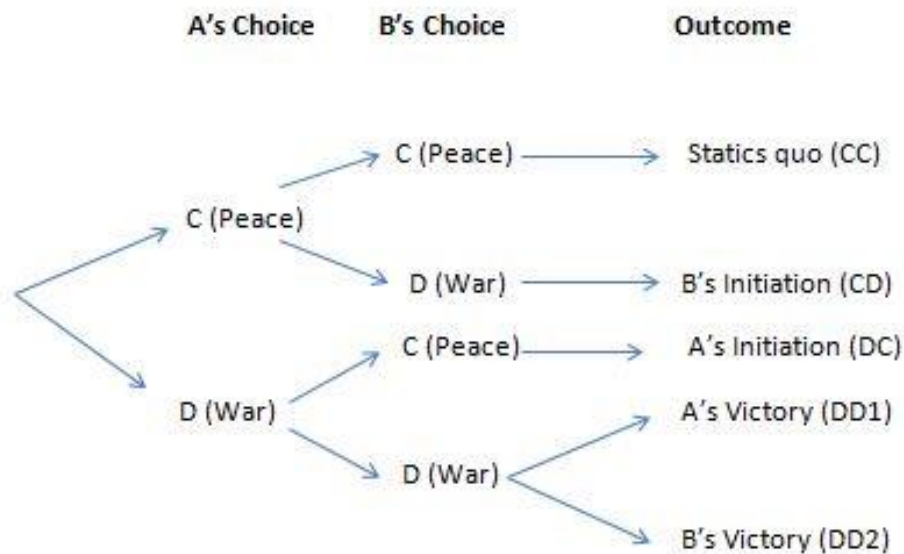 A's Choice B's Choice Outcome
C (Peace) Statics quo (CC)
C (Peace)
D (War) B's Initiation (CD)
C (Peace) A's Initiation (DC)
D (War) A's Victory (DD1)
D (War)
B's Victory (DD2)